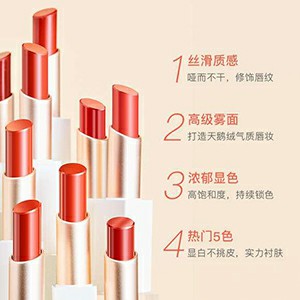 1 丝滑质感
哑而不干，修饰唇纹
2 高级雾面
打造天鹅绒气质唇妆
3 浓郁显色
高饱和度，持续锁色
4 热门5色
显白不挑皮，实力衬肤